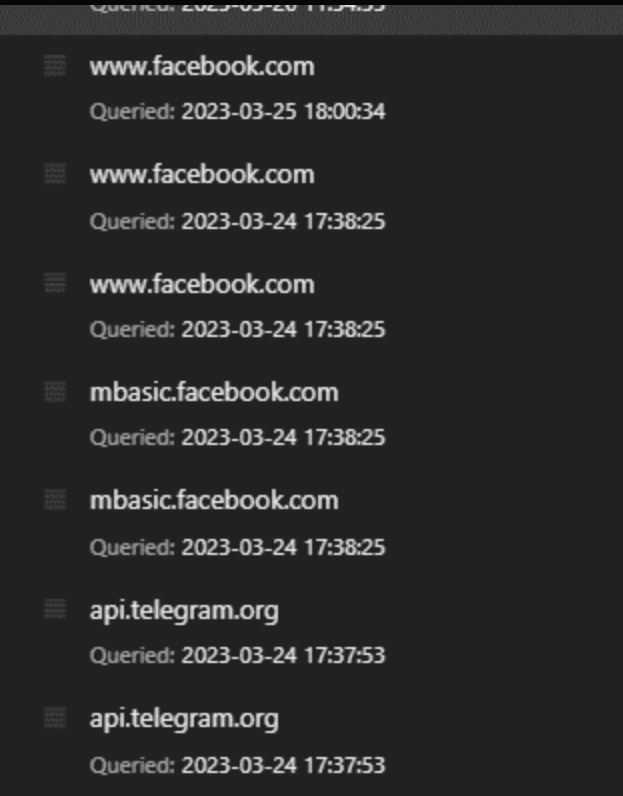 www.facebook.com
Queried: 2023-03-25 18:00:34
www.facebook.com
Queried: 2023-03-24 17:38:25
www.facebook.com
Queried: 2023-03-24 17:38:25
mbasic.facebook.com
Queried: 2023-03-24 17:38:25
mbasic.facebook.com
Queried: 2023-03-24 17:38:25
api.telegram.org
Queried: 2023-03-24 17:37:53
api.telegram.org
Queried: 2023-03-24 17:37:53